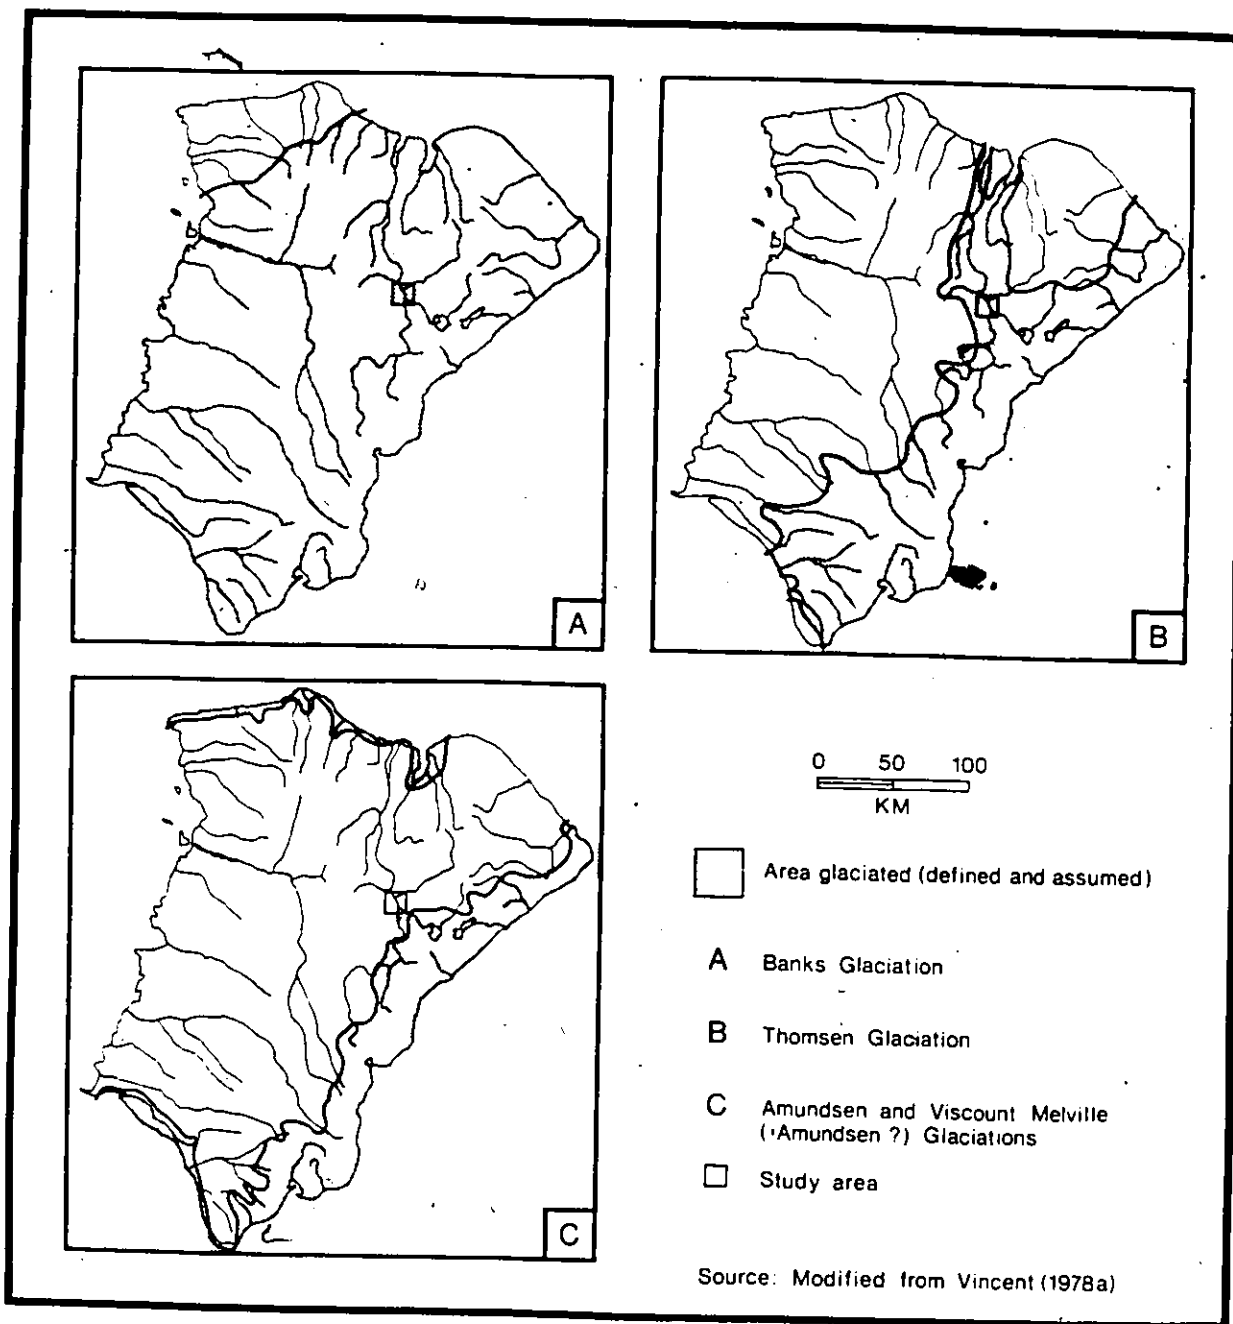 A
B
C
0 50 100
KM
Area glaciated (defined and assumed)
A Banks Glaciation
B Thomsen Glaciation
C Amundsen and Viscount Melville
(Amundsen ?) Glaciations
Study area
Source: Modified from Vincent (1978a)